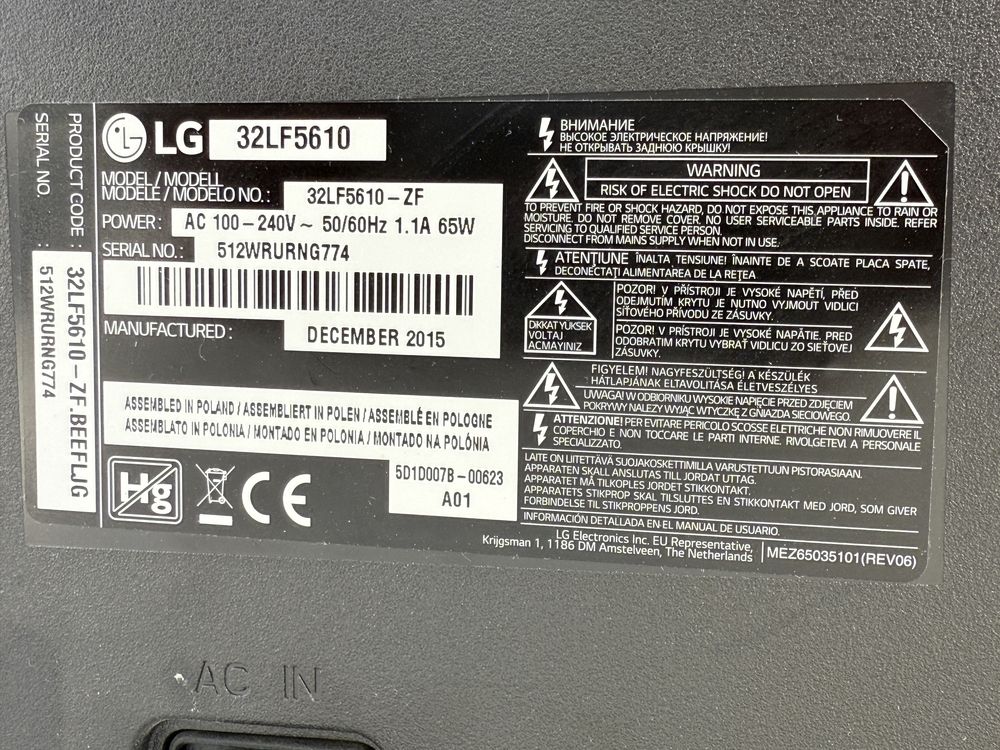 PRODUCT CODE : 32LF5610-ZF.BEEFLJG
SERIAL NO. : 512WRURNG774
LG 32LF5610
MODEL / MODELL
MODÈLE / MODELO NO.: 32LF5610-ZF
POWER : AC 100-240V ~ 50/60Hz 1.1A 65W
SERIAL NO.: 512WRURNG774
MANUFACTURED : DECEMBER 2015
ASSEMBLED IN POLAND / ASSEMBLIERT IN POLEN / ASSEMBLÉ EN POLOGNE
ASSEMBLATO IN POLONIA / MONTADO EN POLONIA / MONTADO NA POLÓNIA
Hg
CE
5D1D007B-00623
A01
ВНИМАНИЕ
ВЫСОКОЕ ЭЛЕКТРИЧЕСКОЕ НАПРЯЖЕНИЕ!
НЕ ОТКРЫВАТЬ ЗАДНЮЮ КРЫШКУ!
WARNING
RISK OF ELECTRIC SHOCK DO NOT OPEN
TO PREVENT FIRE OR SHOCK HAZARD, DO NOT EXPOSE THIS APPLIANCE TO RAIN OR
MOISTURE. DO NOT REMOVE COVER. NO USER SERVICEABLE PARTS INSIDE. REFER
SERVICING TO QUALIFIED SERVICE PERSON.
DISCONNECT FROM MAINS SUPPLY WHEN NOT IN USE.
ATENŢIUNE ÎNALTA TENSIUNE! ÎNAINTE DE A SCOATE PLACA SPATE,
DECONECTAŢI ALIMENTAREA DE LA REŢEA
DIKKAT YUKSEK
VOLTAJ
AÇMAYINIZ
POZOR! V PŘÍSTROJI JE VYSOKÉ NAPĚTÍ, PŘED
ODEJMUTÍM KRYTU JE NUTNO VYJMOUT VIDLICI
SÍŤOVÉHO PŘÍVODU ZE ZÁSUVKY.
POZOR! V PRÍSTROJI JE VYSOKÉ NAPÄTIE. PRED
ODOBRATIM KRYTU VYBRAŤ VIDLICU ZO SIEŤOVEJ
ZÁSUVKY.
FIGYELEM! NAGYFESZÜLTSÉG! A KÉSZÜLÉK
HÁTLAPJÁNAK ELTÁVOLÍTÁSA ÉLETVESZÉLYES
UWAGA! W ODBIORNIKU WYSOKIE NAPIĘCIE PRZED ZDJĘCIEM
POKRYWY NALEŻY WYJĄĆ WTYCZKĘ Z GNIAZDA SIECIOWEGO.
ATTENZIONE! PER EVITARE PERICOLO SCOSSE ELETTRICHE NON RIMUOVERE IL
COPERCHIO E NON TOCCARE LE PARTI INTERNE. RIVOLGETEVI A PERSONALE
SPECIALIZZATO.
LAITE ON LIITETTÄVÄ SUOJAKOSKETTIMILLA VARUSTETTUUN PISTORASIAAN.
APPARATEN SKALL ANSLUTAS TILL JORDAT UTTAG.
APPARATET MÅ TILKOPLES JORDET STIKKONTAKT.
APPARATETS STIKPROP SKAL TILSLUTTES EN STIKKONTAKT MED JORD, SOM GIVER
FORBINDELSE TIL STIKPROPPENS JORD.
INFORMACIÓN DETALLADA EN EL MANUAL DE USUARIO.
LG Electronics Inc. EU Representative,
Krijgsman 1, 1186 DM Amstelveen, The Netherlands
MEZ65035101(REV06)
AC IN